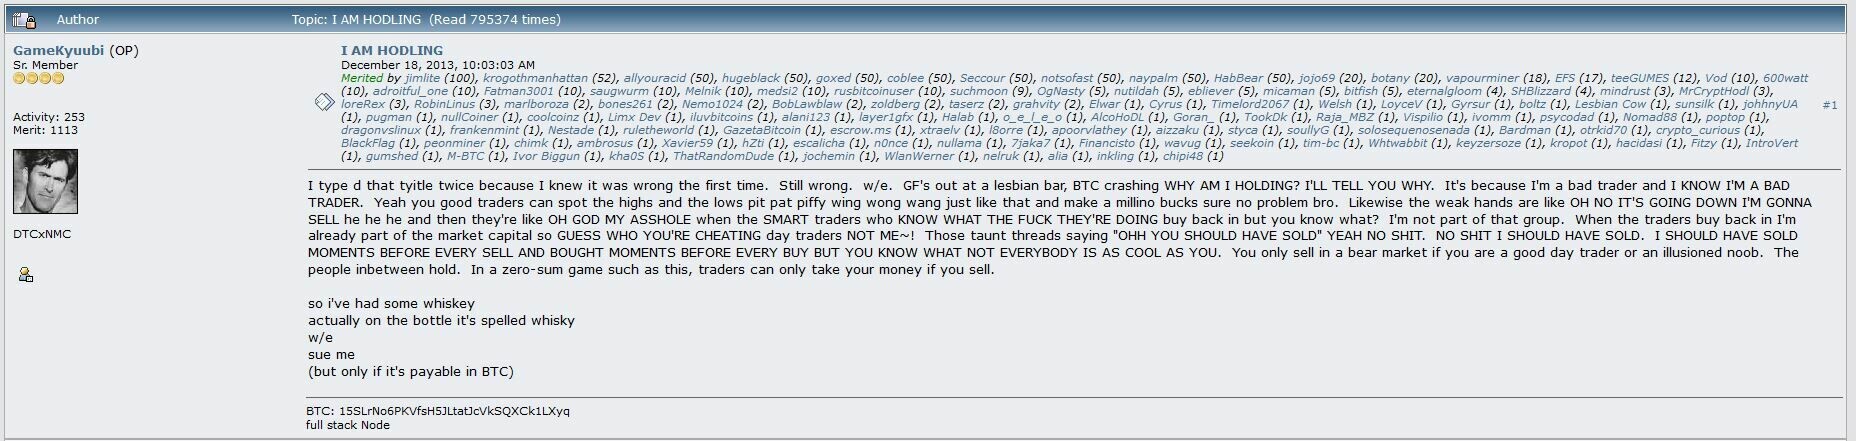 Author Topic: I AM HODLING (Read 795374 times)
GameKyuubi (OP)
Sr. Member
Activity: 253
Merit: 1113
DTCxNMC
I AM HODLING
December 18, 2013, 10:03:03 AM
Merited by jimlite (100), krogothmanhattan (52), allyouracid (50), hugeblack (50), goxed (50), coblee (50), Seccour (50), notsofast (50), naypalm (50), HabBear (50), jojo69 (20), botany (20), vapourminer (18), EFS (17), teeGUMES (12), Vod (10), 600watt
(10), adroitful_one (10), Fatman3001 (10), saugwurm (10), Melnik (10), medsi2 (10), rusbitcoinuser (10), suchmoon (9), OgNasty (5), nutildah (5), ebliever (5), micaman (5), bitfish (5), eternalgloom (4), SHBlizzard (4), mindrust (3), MrCryptHodl (3),
loreRex (3), RobinLinus (3), marlboroza (2), bones261 (2), Nemo1024 (2), BobLawblaw (2), zoldberg (2), taserz (2), grahvity (2), Elwar (1), Cyrus (1), Timelord2067 (1), Welsh (1), LoyceV (1), Gyrsur (1), boltz (1), Lesbian Cow (1), sunsilk (1), johhnyUA
(1), pugman (1), nullCoiner (1), coolcoinz (1), Limx Dev (1), iluvbitcoins (1), alani123 (1), layer1gfx (1), Halab (1), o_e_l_e_o (1), AlcoHoDL (1), Goran_ (1), TookDk (1), Raja_MBZ (1), Vispilio (1), ivomm (1), psycodad (1), Nomad88 (1), poptop (1),
dragonvslinux (1), frankenmint (1), Nestade (1), ruletheworld (1), GazetaBitcoin (1), escrow.ms (1), xtraelv (1), l8orre (1), apoorvlathey (1), aizzaku (1), styca (1), soullyG (1), solosequenosenada (1), Bardman (1), otrkid70 (1), crypto_curious (1),
BlackFlag (1), peonminer (1), chimk (1), ambrosus (1), Xavier59 (1), hZti (1), escalicha (1), n0nce (1), nullama (1), 7jaka7 (1), Financisto (1), wavug (1), seekoin (1), tim-bc (1), Whtwabbit (1), keyzersoze (1), kropot (1), hacidasi (1), Fitzy (1), IntroVert
(1), gumshed (1), M-BTC (1), Ivor Biggun (1), kha0S (1), ThatRandomDude (1), jochemin (1), WlanWerner (1), nelruk (1), alia (1), inkling (1), chipi48 (1)
#1
I type d that tyitle twice because I knew it was wrong the first time.  Still wrong.  w/e.  GF's out at a lesbian bar, BTC crashing WHY AM I HOLDING? I'LL TELL YOU WHY.  It's because I'm a bad trader and I KNOW I'M A BAD
TRADER.  Yeah you good traders can spot the highs and the lows pit pat piffy wing wong wang just like that and make a millino bucks sure no problem bro.  Likewise the weak hands are like OH NO IT'S GOING DOWN I'M GONNA
SELL he he he and then they're like OH GOD MY ASSHOLE when the SMART traders who KNOW WHAT THE FUCK THEY'RE DOING buy back in but you know what?  I'm not part of that group.  When the traders buy back in I'm
already part of the market capital so GUESS WHO YOU'RE CHEATING day traders NOT ME~!  Those taunt threads saying "OHH YOU SHOULD HAVE SOLD" YEAH NO SHIT.  NO SHIT I SHOULD HAVE SOLD.  I SHOULD HAVE SOLD
MOMENTS BEFORE EVERY SELL AND BOUGHT MOMENTS BEFORE EVERY BUY BUT YOU KNOW WHAT NOT EVERYBODY IS AS COOL AS YOU.  You only sell in a bear market if you are a good day trader or an illusioned noob.  The
people inbetween hold.  In a zero-sum game such as this, traders can only take your money if you sell.
so i've had some whiskey
actually on the bottle it's spelled whisky
w/e
sue me
(but only if it's payable in BTC)
BTC: 15SLrNo6PKVfsH5JLtatJcVkSQXCk1LXyq
full stack Node